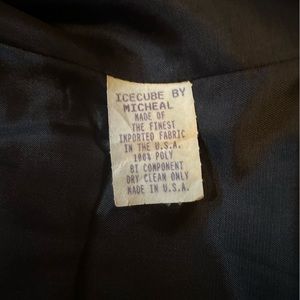 ICECUBE BY
MICHEAL
MADE OF
THE FINEST
IMPORTED FABRIC
IN THE U.S.A.
100% POLY
BI COMPONENT
DRY CLEAN ONLY
MADE IN U.S.A.